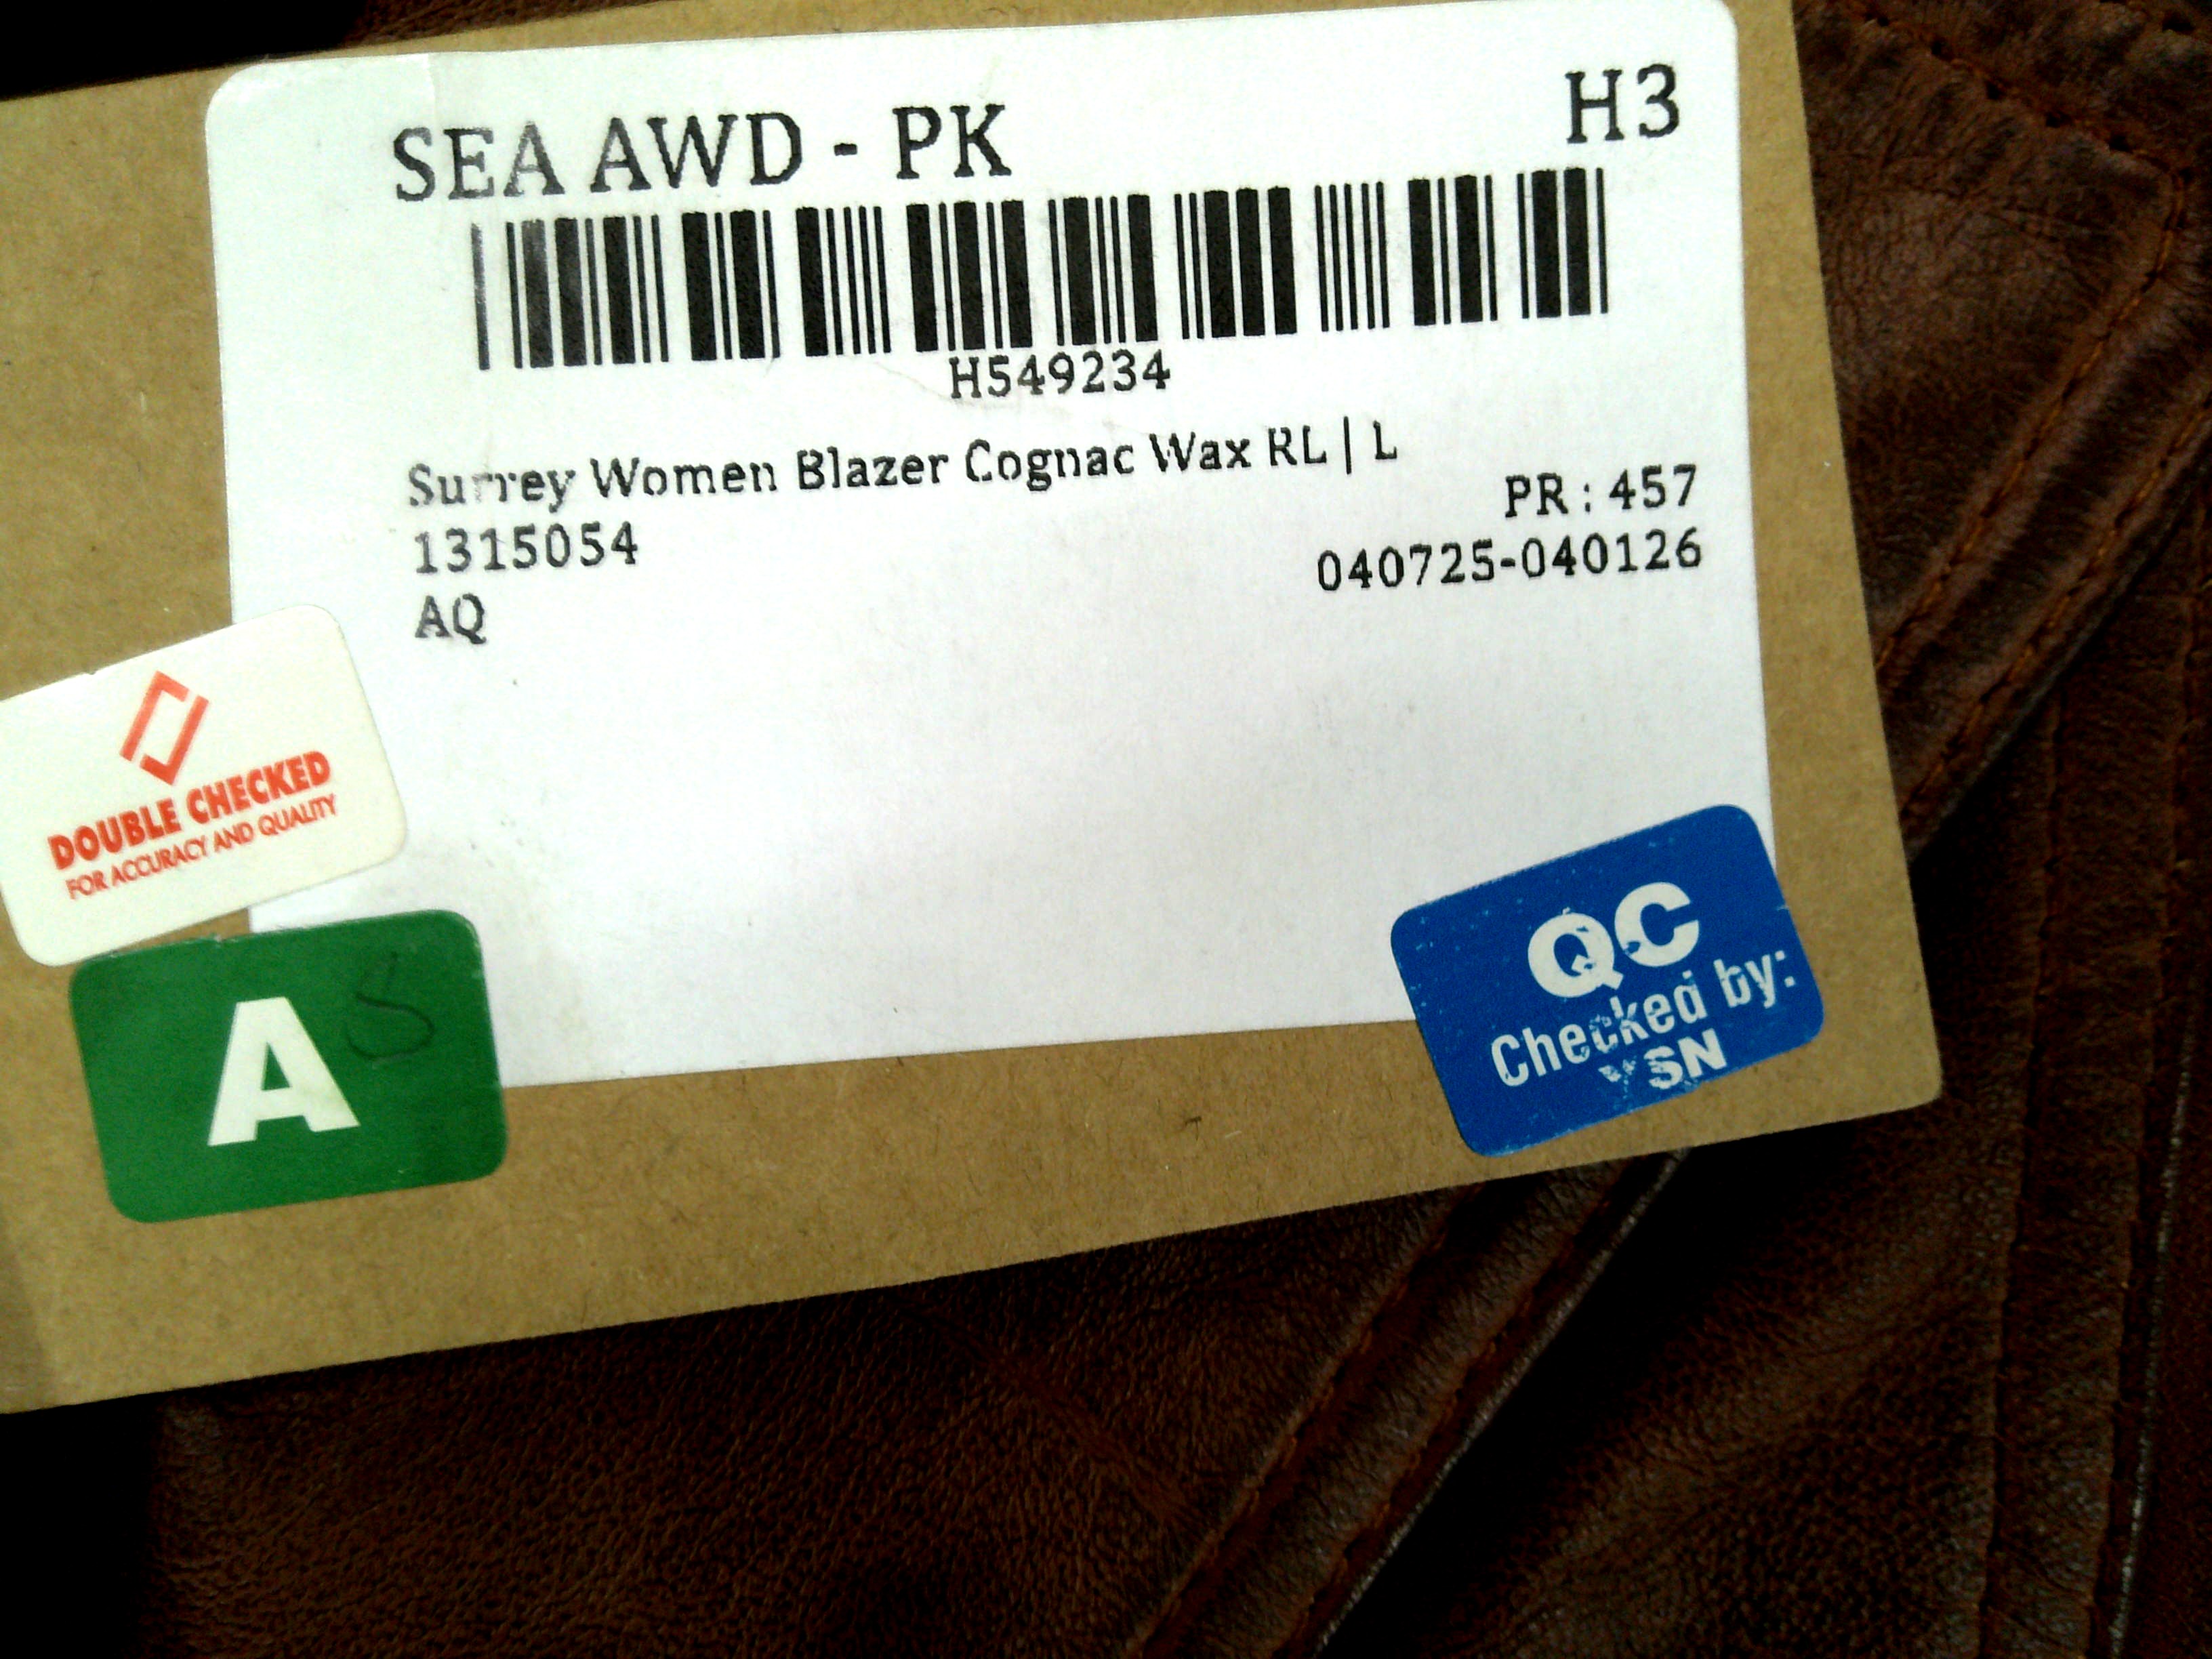 SEA AWD - PK
H3
H549234
Surrey Women Blazer Cognac Wax RL | L
PR : 457
1315054
040725-040126
AQ
DOUBLE CHECKED
FOR ACCURACY AND QUALITY
A
S
QC
Checked by:
YSN